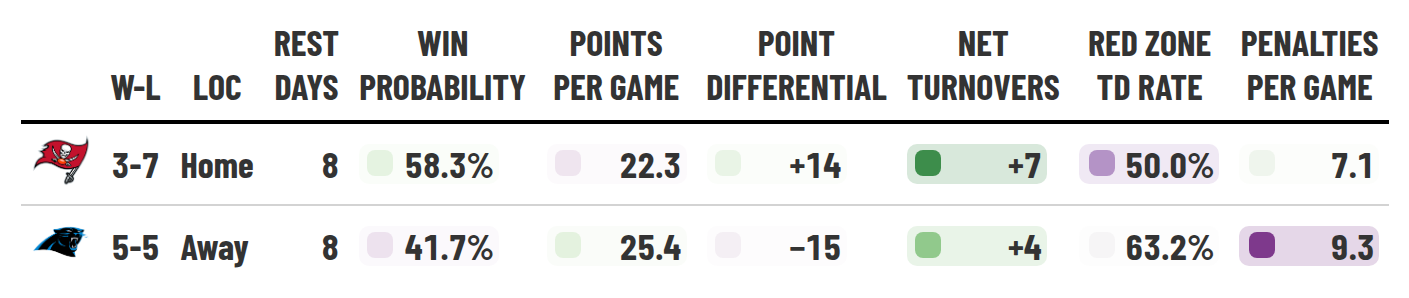 W-L LOC REST DAYS WIN PROBABILITY POINTS PER GAME POINT DIFFERENTIAL NET TURNOVERS RED ZONE TD RATE PENALTIES PER GAME
3-7 Home 8 58.3% 22.3 +14 +7 50.0% 7.1
5-5 Away 8 41.7% 25.4 −15 +4 63.2% 9.3